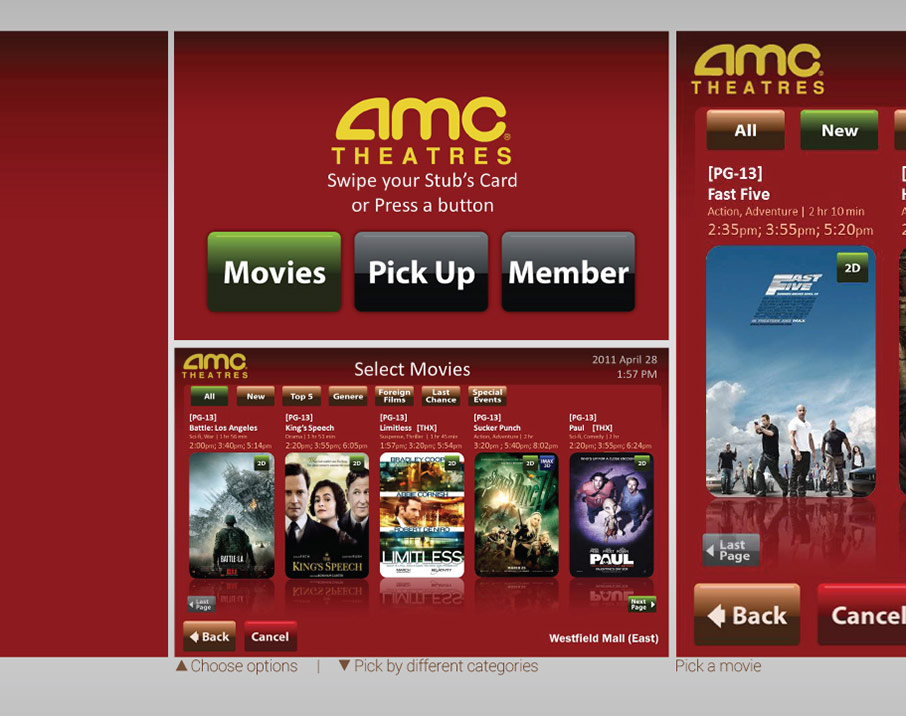 amc
THEATRES
Swipe your Stub's Card
or Press a button
Movies
Pick Up
Member
amc
THEATRES
Select Movies
2011 April 28
1:57 PM
All
New
Top 5
Genere
Foreign
Films
Last
Chance
Special
Events
[PG-13]
Battle: Los Angeles
Sci-fi, War | 1 hr 56 min
2:00pm; 3:40pm; 5:14pm
2D
BATTLE: LA
[PG-13]
King's Speech
Drama | 1 hr 51 min
2:20pm; 3:55pm; 6:05pm
2D
KING'S SPEECH
[PG-13]
Limitless [THX]
Suspense, Thriller | 1 hr 45 min
1:57pm; 3:20pm; 5:54pm
2D
BRADLEY COOP
ABBIE CORNISH
ROBERT DE NIRO
LIMITLESS
[PG-13]
Sucker Punch
Action, Adventure | 2 hr
3:20pm; 5:40pm; 8:02pm
2D
IMAX
2D
[PG-13]
Paul [THX]
Sci-fi, Comedy | 2 hr
2:20pm; 3:55pm; 6:24pm
2D
PAUL
Last
Page
Next
Page
Back
Cancel
Westfield Mall (East)
▲ Choose options | ▼ Pick by different categories
amc
THEATRES
All
New
[PG-13]
Fast Five
Action, Adventure | 2 hr 10 min
2:35pm; 3:55pm; 5:20pm
2D
FAST
FIVE
Last
Page
Back
Cancel
Pick a movie